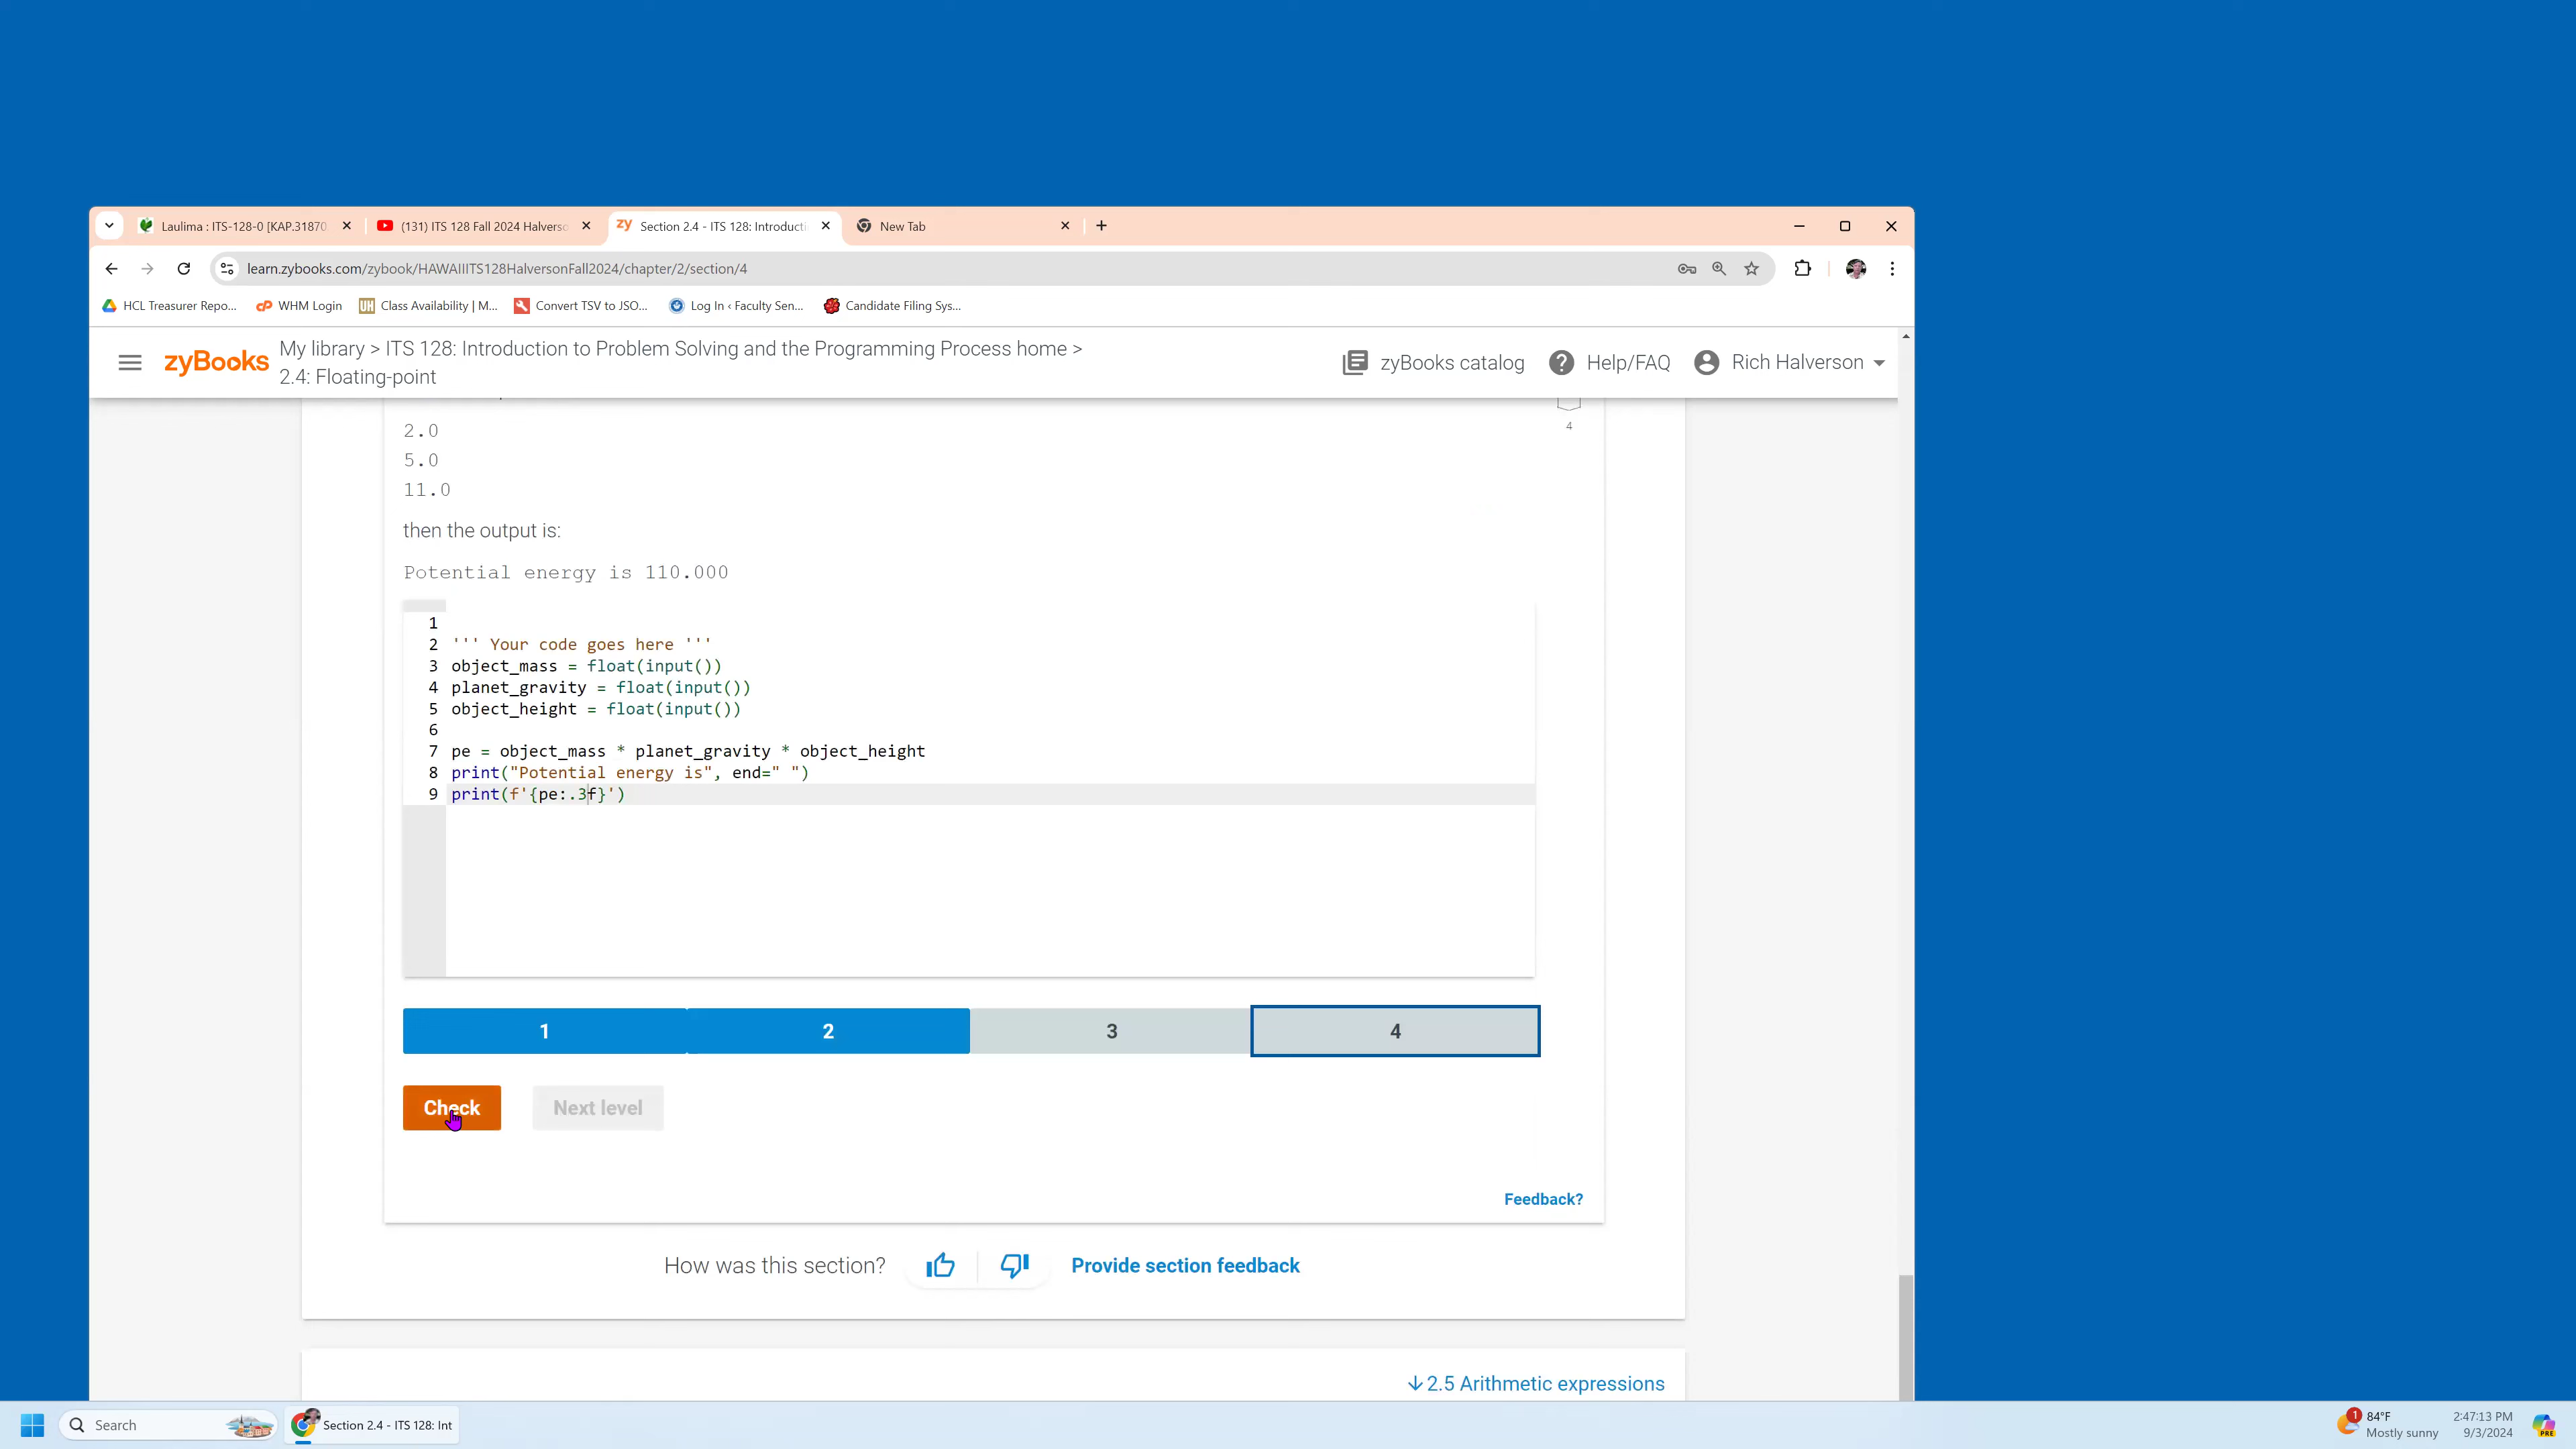 Laulima : ITS-128-0 [KAP.31870
(131) ITS 128 Fall 2024 Halverso
zy Section 2.4 - ITS 128: Introducti
New Tab
learn.zybooks.com/zybook/HAWAIIITS128HalversonFall2024/chapter/2/section/4
HCL Treasurer Repo...
WHM Login
Class Availability | M...
Convert TSV to JSO...
Log In ‹ Faculty Sen...
Candidate Filing Sys...
zyBooks
My library > ITS 128: Introduction to Problem Solving and the Programming Process home >
2.4: Floating-point
zyBooks catalog
Help/FAQ
Rich Halverson
4
2.0
5.0
11.0
then the output is:
Potential energy is 110.000
1
2 ''' Your code goes here '''
3 object_mass = float(input())
4 planet_gravity = float(input())
5 object_height = float(input())
6
7 pe = object_mass * planet_gravity * object_height
8 print("Potential energy is", end=" ")
9 print(f'{pe:.3f}')
1 2 3 4
Check
Next level
Feedback?
How was this section?
Provide section feedback
2.5 Arithmetic expressions
Search
Section 2.4 - ITS 128: Int
1
84°F
Mostly sunny
2:47:13 PM
9/3/2024
PRE